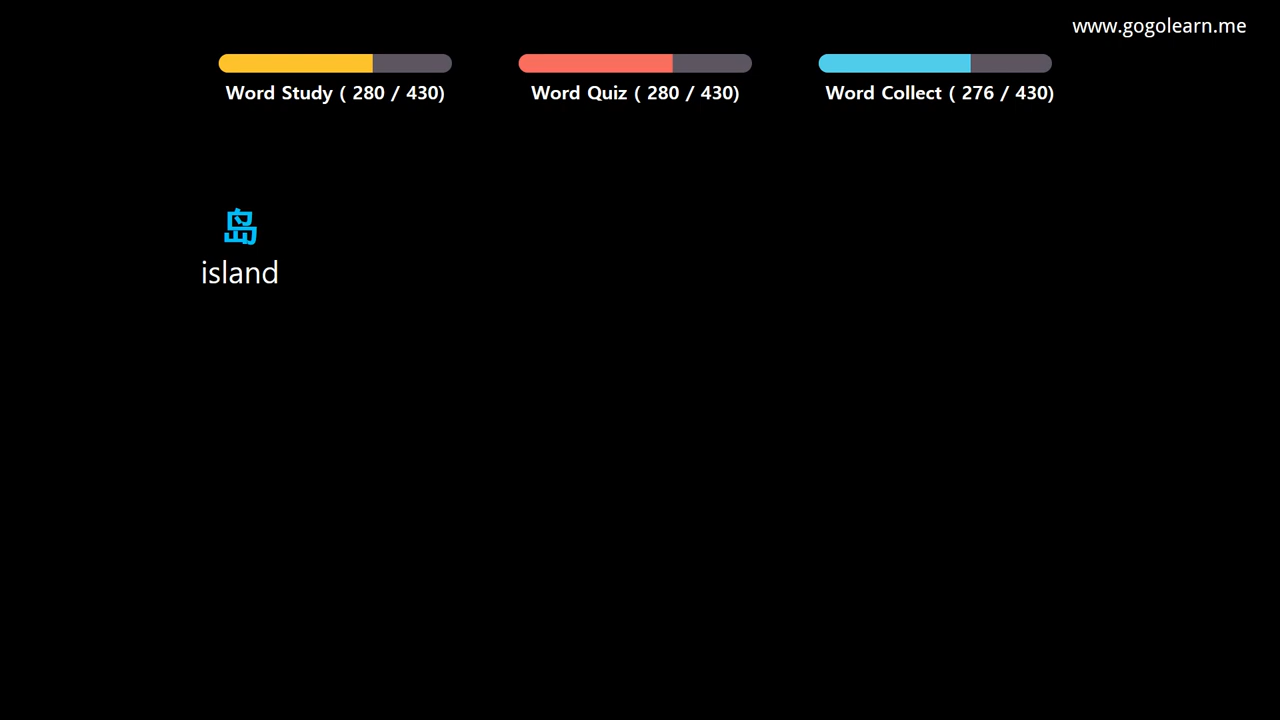 www.gogolearn.me
Word Study ( 280 / 430)
Word Quiz ( 280 / 430)
Word Collect ( 276 / 430)
岛
island